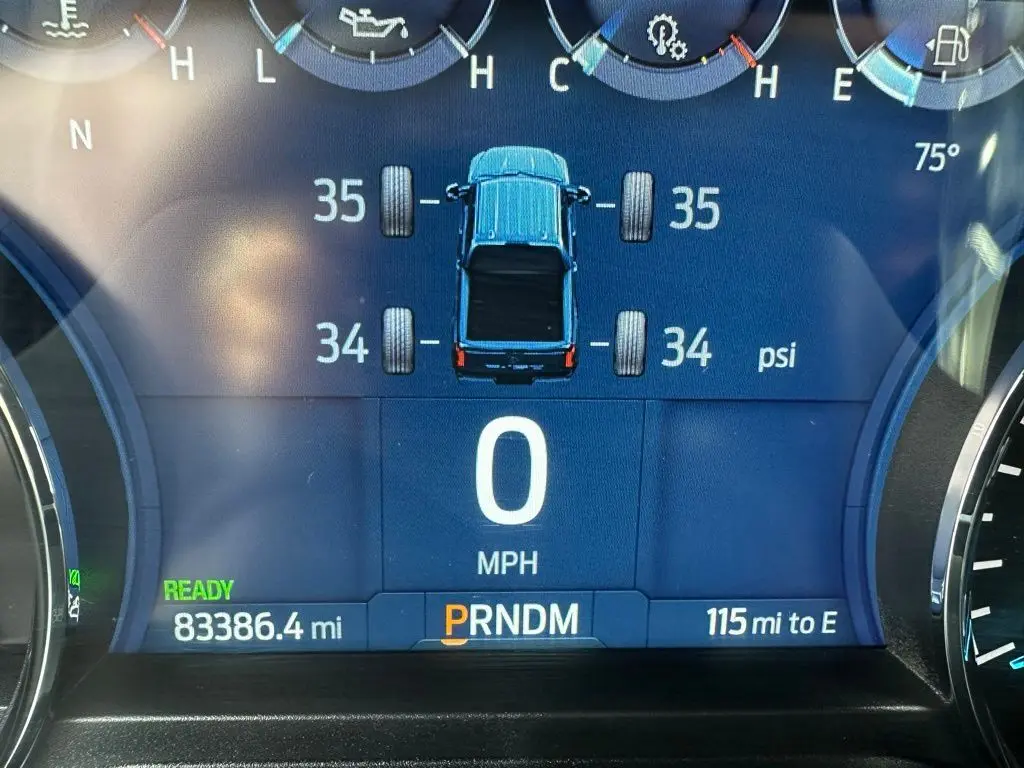 H L H C H E
N
75°
35 35
34 34 psi
0
MPH
READY
83386.4 mi PRNDM 115 mi to E